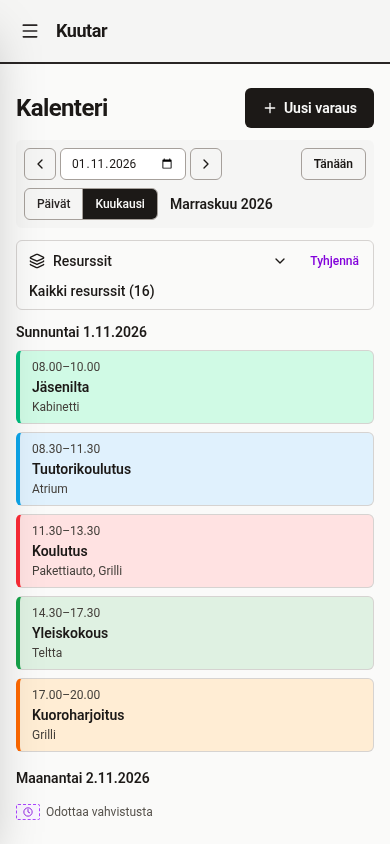 Kuutar
Kalenteri
Uusi varaus
01.11.2026
Tänään
Päivät
Kuukausi
Marraskuu 2026
Resurssit
Tyhjennä
Kaikki resurssit (16)
Sunnuntai 1.11.2026
08.00–10.00
Jäsenilta
Kabinetti
08.30–11.30
Tuutorikoulutus
Atrium
11.30–13.30
Koulutus
Pakettiauto, Grilli
14.30–17.30
Yleiskokous
Teltta
17.00–20.00
Kuoroharjoitus
Grilli
Maanantai 2.11.2026
Odottaa vahvistusta